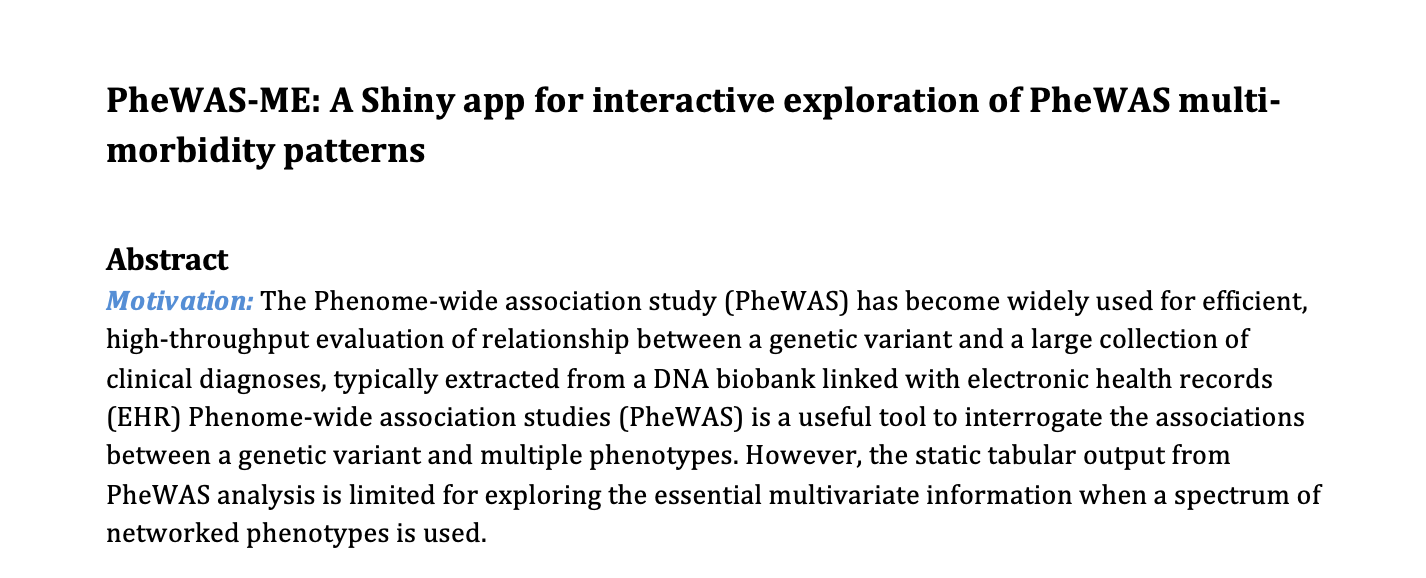 PheWAS-ME: A Shiny app for interactive exploration of PheWAS multi-
morbidity patterns
Abstract
Motivation: The Phenome-wide association study (PheWAS) has become widely used for efficient,
high-throughput evaluation of relationship between a genetic variant and a large collection of
clinical diagnoses, typically extracted from a DNA biobank linked with electronic health records
(EHR) Phenome-wide association studies (PheWAS) is a useful tool to interrogate the associations
between a genetic variant and multiple phenotypes. However, the static tabular output from
PheWAS analysis is limited for exploring the essential multivariate information when a spectrum of
networked phenotypes is used.